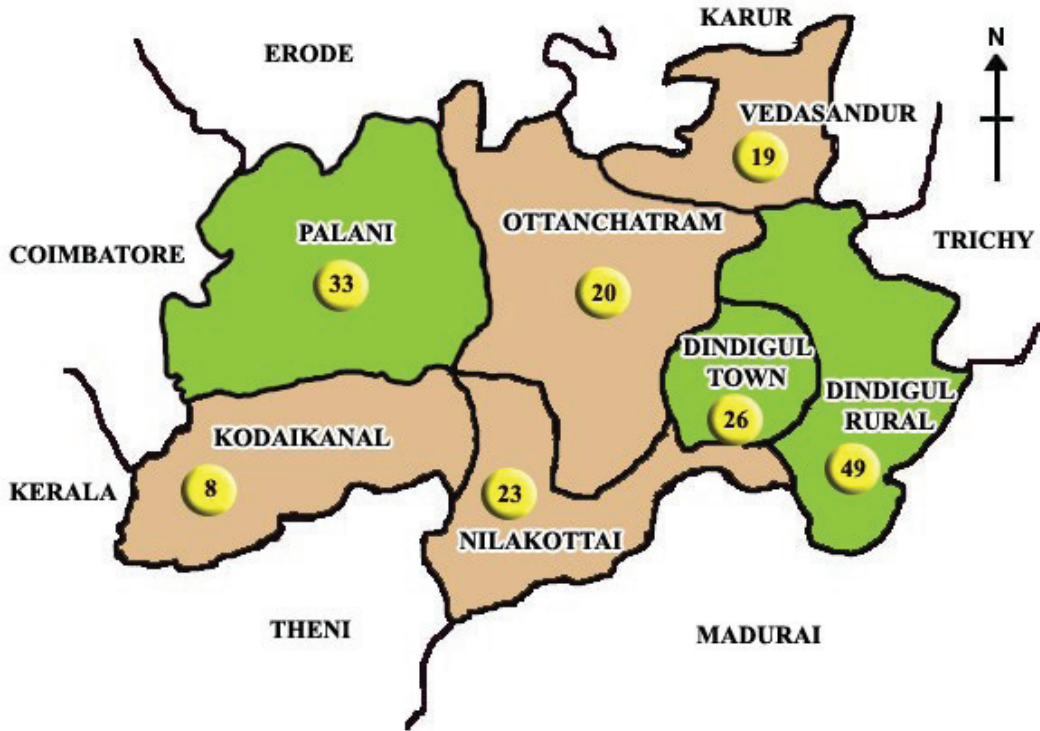 KARUR
ERODE
N
VEDASANDUR
19
OTTANCHATRAM
PALANI
TRICHY
COIMBATORE
33
20
DINDIGUL
TOWN
DINDIGUL
RURAL
26
KODAIKANAL
49
KERALA
8
23
NILAKOTTAI
THENI
MADURAI